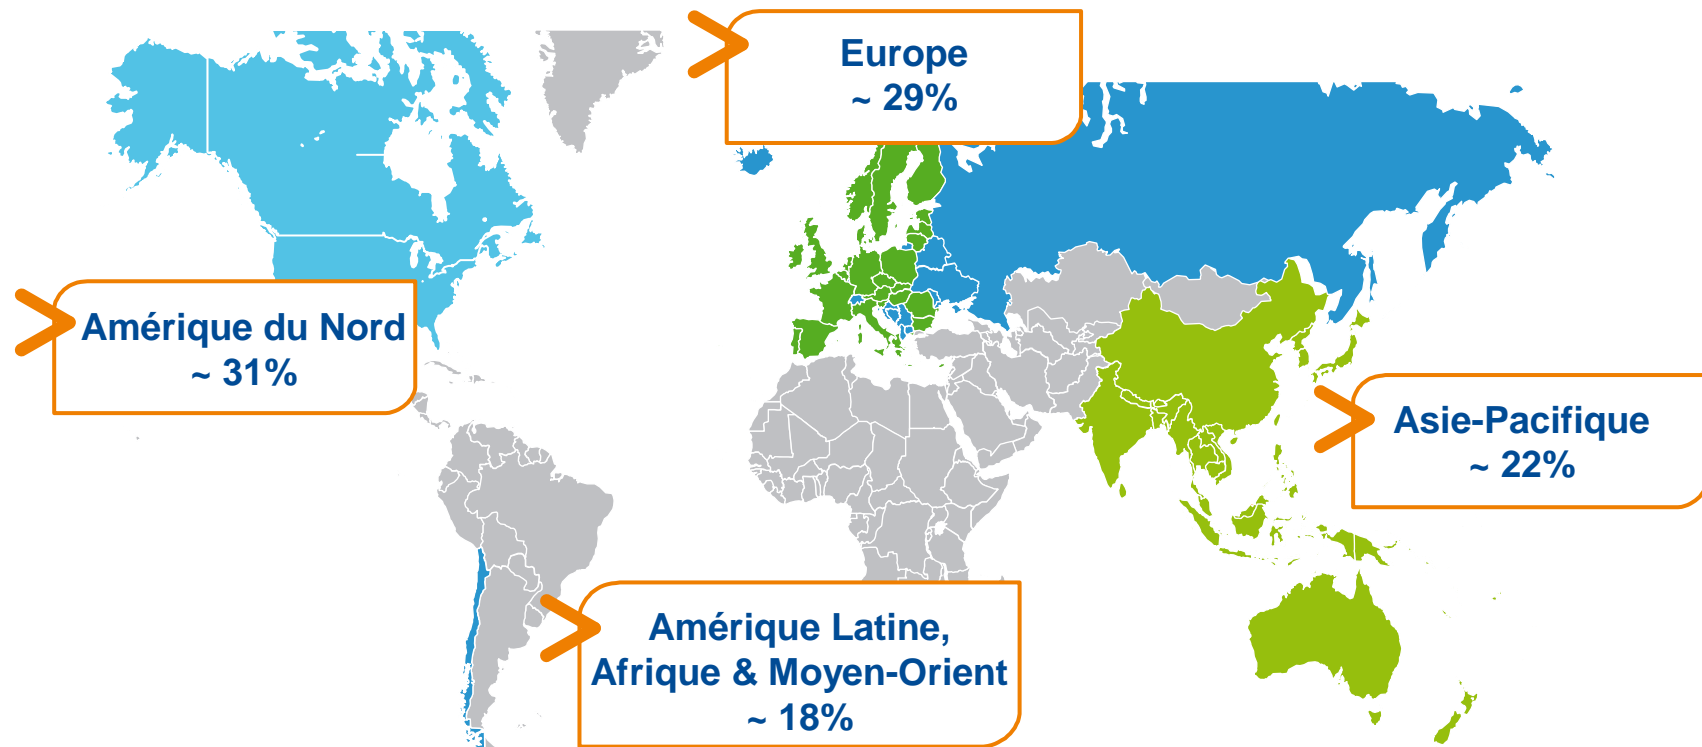 Europe
~ 29%
Amérique du Nord
~ 31%
Asie-Pacifique
~ 22%
Amérique Latine,
Afrique & Moyen-Orient
~ 18%